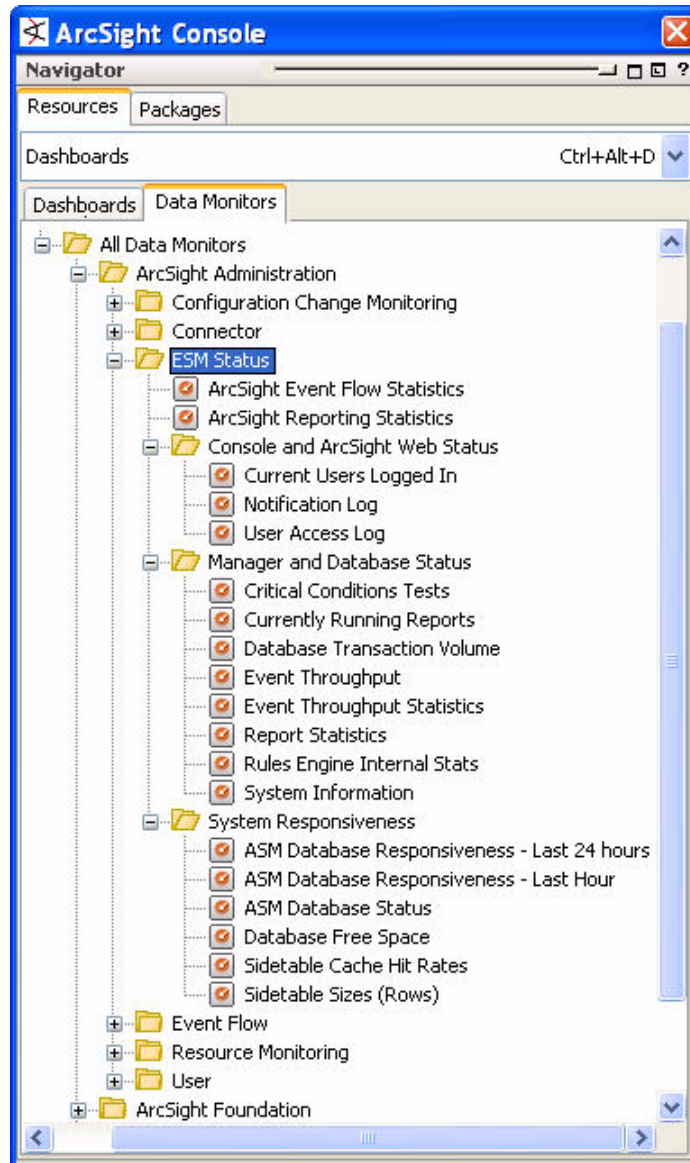 ArcSight Console
Navigator ?
Resources Packages
Dashboards Ctrl+Alt+D
Dashboards Data Monitors
All Data Monitors
ArcSight Administration
Configuration Change Monitoring
Connector
ESM Status
ArcSight Event Flow Statistics
ArcSight Reporting Statistics
Console and ArcSight Web Status
Current Users Logged In
Notification Log
User Access Log
Manager and Database Status
Critical Conditions Tests
Currently Running Reports
Database Transaction Volume
Event Throughput
Event Throughput Statistics
Report Statistics
Rules Engine Internal Stats
System Information
System Responsiveness
ASM Database Responsiveness - Last 24 hours
ASM Database Responsiveness - Last Hour
ASM Database Status
Database Free Space
Sidetable Cache Hit Rates
Sidetable Sizes (Rows)
Event Flow
Resource Monitoring
User
ArcSight Foundation